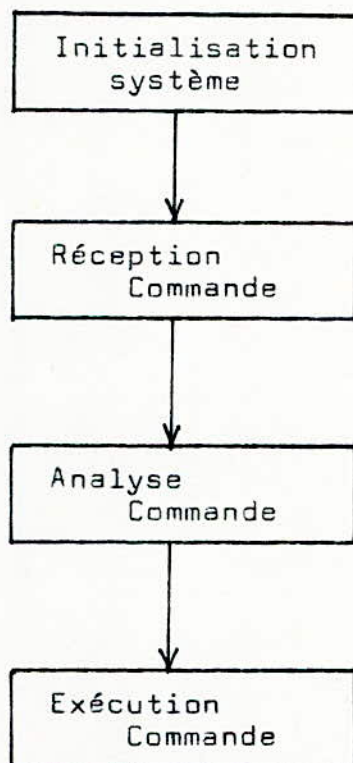 Initialisation
système
Réception
Commande
Analyse
Commande
Exécution
Commande